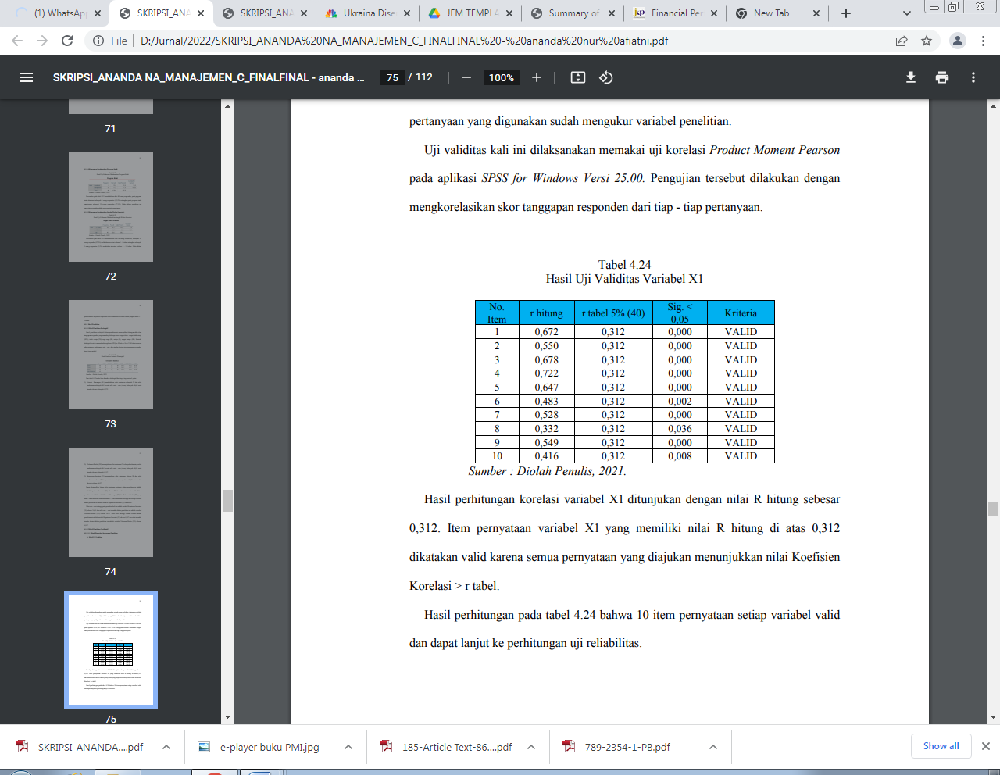 (1) WhatsAp
SKRIPSI_ANA
SKRIPSI_ANA
Ukraina Dise
JEM TEMPLA
Summary of
Financial Per
New Tab
File D:/Jurnal/2022/SKRIPSI_ANANDA%20NA_MANAJEMEN_C_FINALFINAL%20-%20ananda%20nur%20afiatni.pdf
SKRIPSI_ANANDA NA_MANAJEMEN_C_FINALFINAL - ananda ... 75 / 112 100%
71
72
73
74
75
pertanyaan yang digunakan sudah mengukur variabel penelitian.
Uji validitas kali ini dilaksanakan memakai uji korelasi Product Moment Pearson
pada aplikasi SPSS for Windows Versi 25.00. Pengujian tersebut dilakukan dengan
mengkorelasikan skor tanggapan responden dari tiap - tiap pertanyaan.
Tabel 4.24
Hasil Uji Validitas Variabel X1
No. Item r hitung r tabel 5% (40) Sig. < 0,05 Kriteria
1 0,672 0,312 0,000 VALID
2 0,550 0,312 0,000 VALID
3 0,678 0,312 0,000 VALID
4 0,722 0,312 0,000 VALID
5 0,647 0,312 0,000 VALID
6 0,483 0,312 0,002 VALID
7 0,528 0,312 0,000 VALID
8 0,332 0,312 0,036 VALID
9 0,549 0,312 0,000 VALID
10 0,416 0,312 0,008 VALID
Sumber : Diolah Penulis, 2021.
Hasil perhitungan korelasi variabel X1 ditunjukan dengan nilai R hitung sebesar
0,312. Item pernyataan variabel X1 yang memiliki nilai R hitung di atas 0,312
dikatakan valid karena semua pernyataan yang diajukan menunjukkan nilai Koefisien
Korelasi > r tabel.
Hasil perhitungan pada tabel 4.24 bahwa 10 item pernyataan setiap variabel valid
dan dapat lanjut ke perhitungan uji reliabilitas.
SKRIPSI_ANANDA....pdf
e-player buku PMI.jpg
185-Article Text-86....pdf
789-2354-1-PB.pdf
Show all